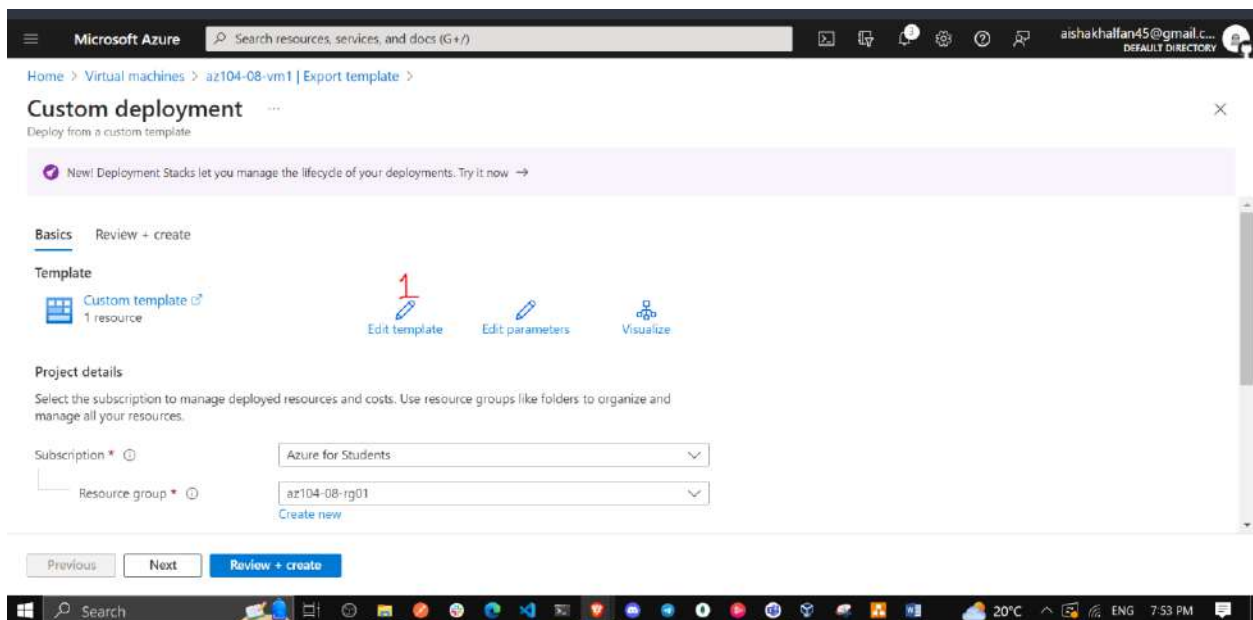 Microsoft Azure
Search resources, services, and docs (G+/)
aishakhalfan45@gmail.c...
DEFAULT DIRECTORY
Home > Virtual machines > az104-08-vm1 | Export template >
Custom deployment ...
Deploy from a custom template
New! Deployment Stacks let you manage the lifecycle of your deployments. Try it now →
Basics Review + create
Template
Custom template
1 resource
1
Edit template Edit parameters Visualize
Project details
Select the subscription to manage deployed resources and costs. Use resource groups like folders to organize and
manage all your resources.
Subscription * Azure for Students
Resource group * az104-08-rg01
Create new
Previous Next Review + create
Search 20°C ENG 7:53 PM